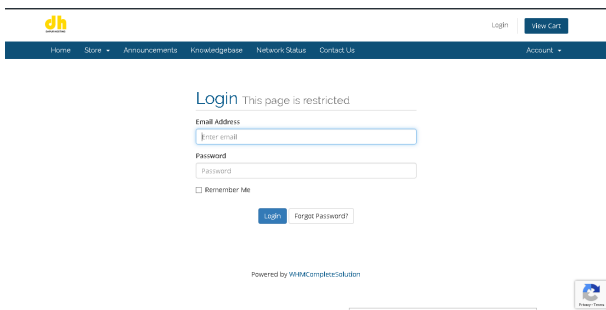 dh
Login
View Cart
Home Store Announcements Knowledgebase Network Status Contact Us Account
Login This page is restricted
Email Address
Enter email
Password
Password
Remember Me
Login Forgot Password?
Powered by WHMCompleteSolution
Privacy - Terms